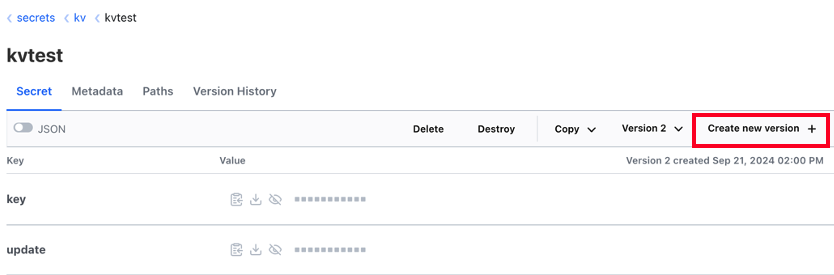 secrets kv kvtest
kvtest
Secret Metadata Paths Version History
JSON Delete Destroy Copy Version 2 Create new version +
Key Value Version 2 created Sep 21, 2024 02:00 PM
key
update